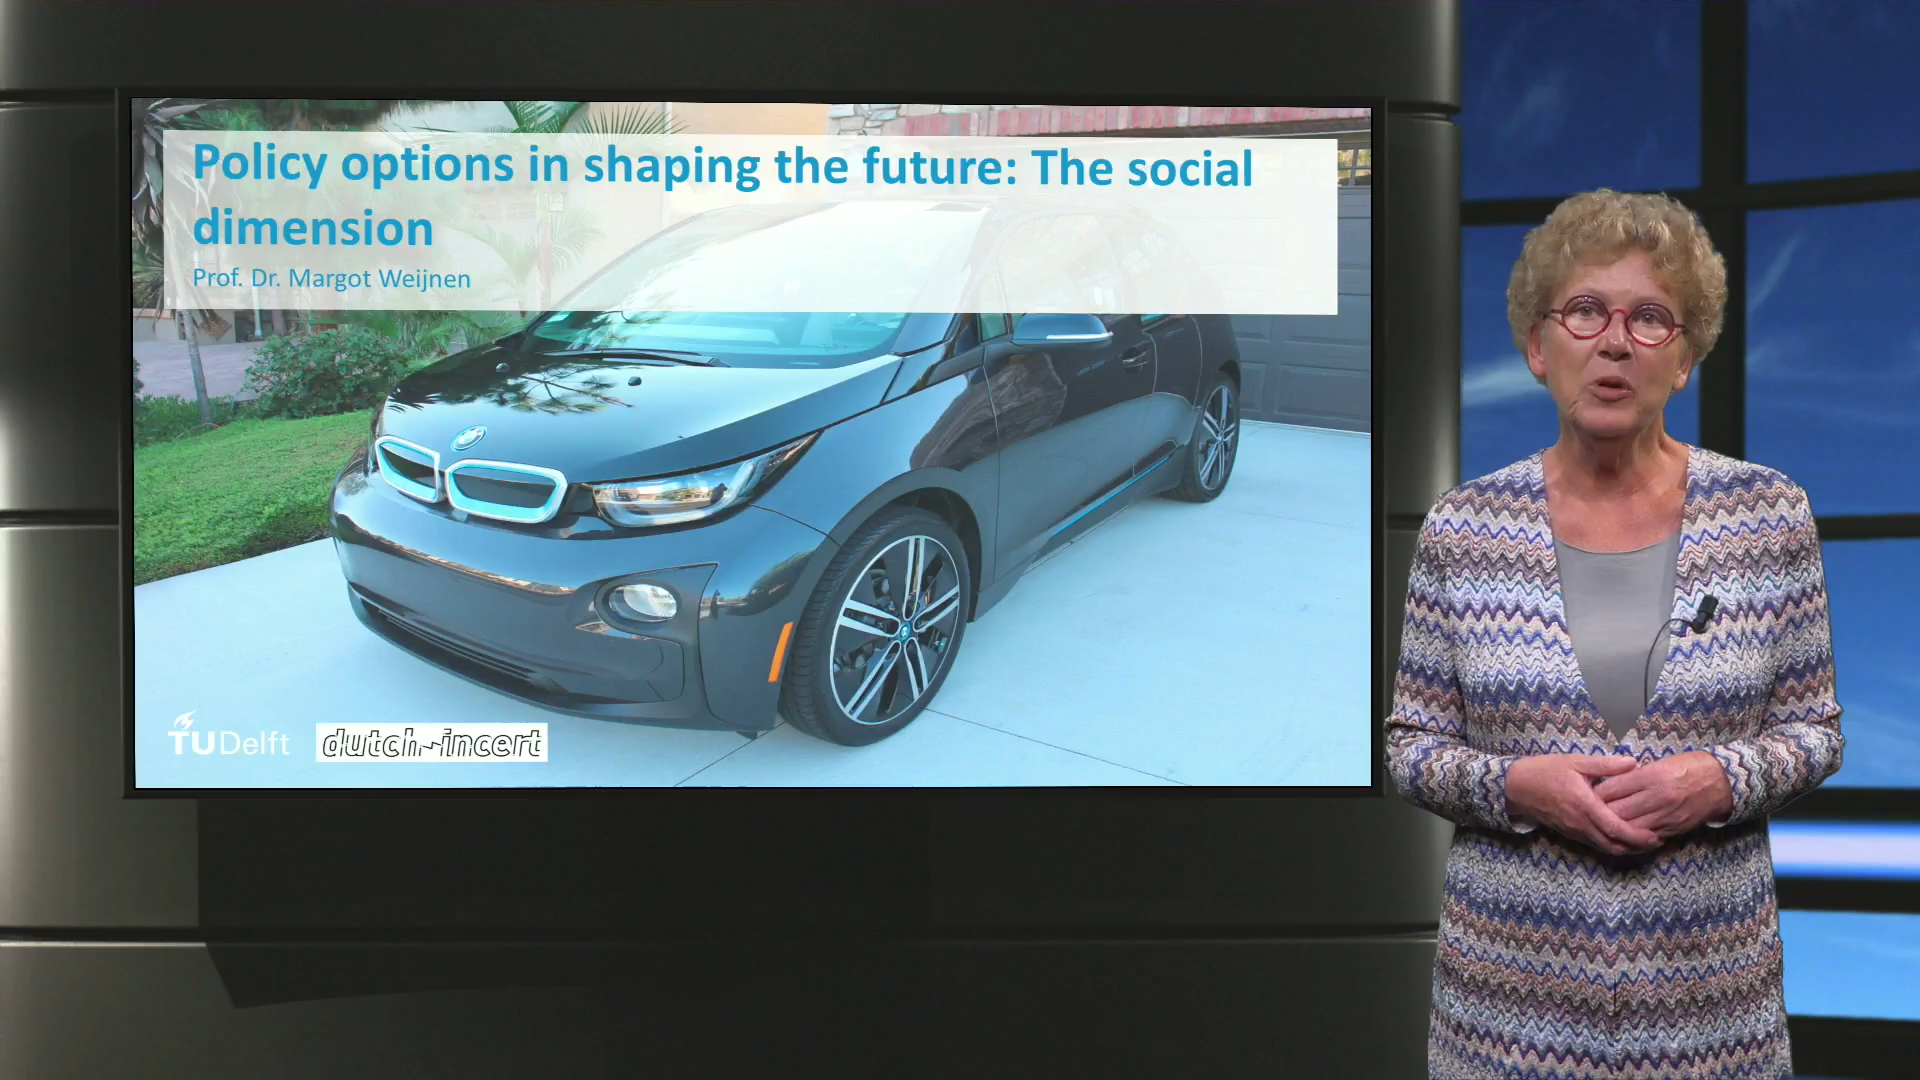 Policy options in shaping the future: The social
dimension
Prof. Dr. Margot Weijnen
TUDelft
dutch~incert